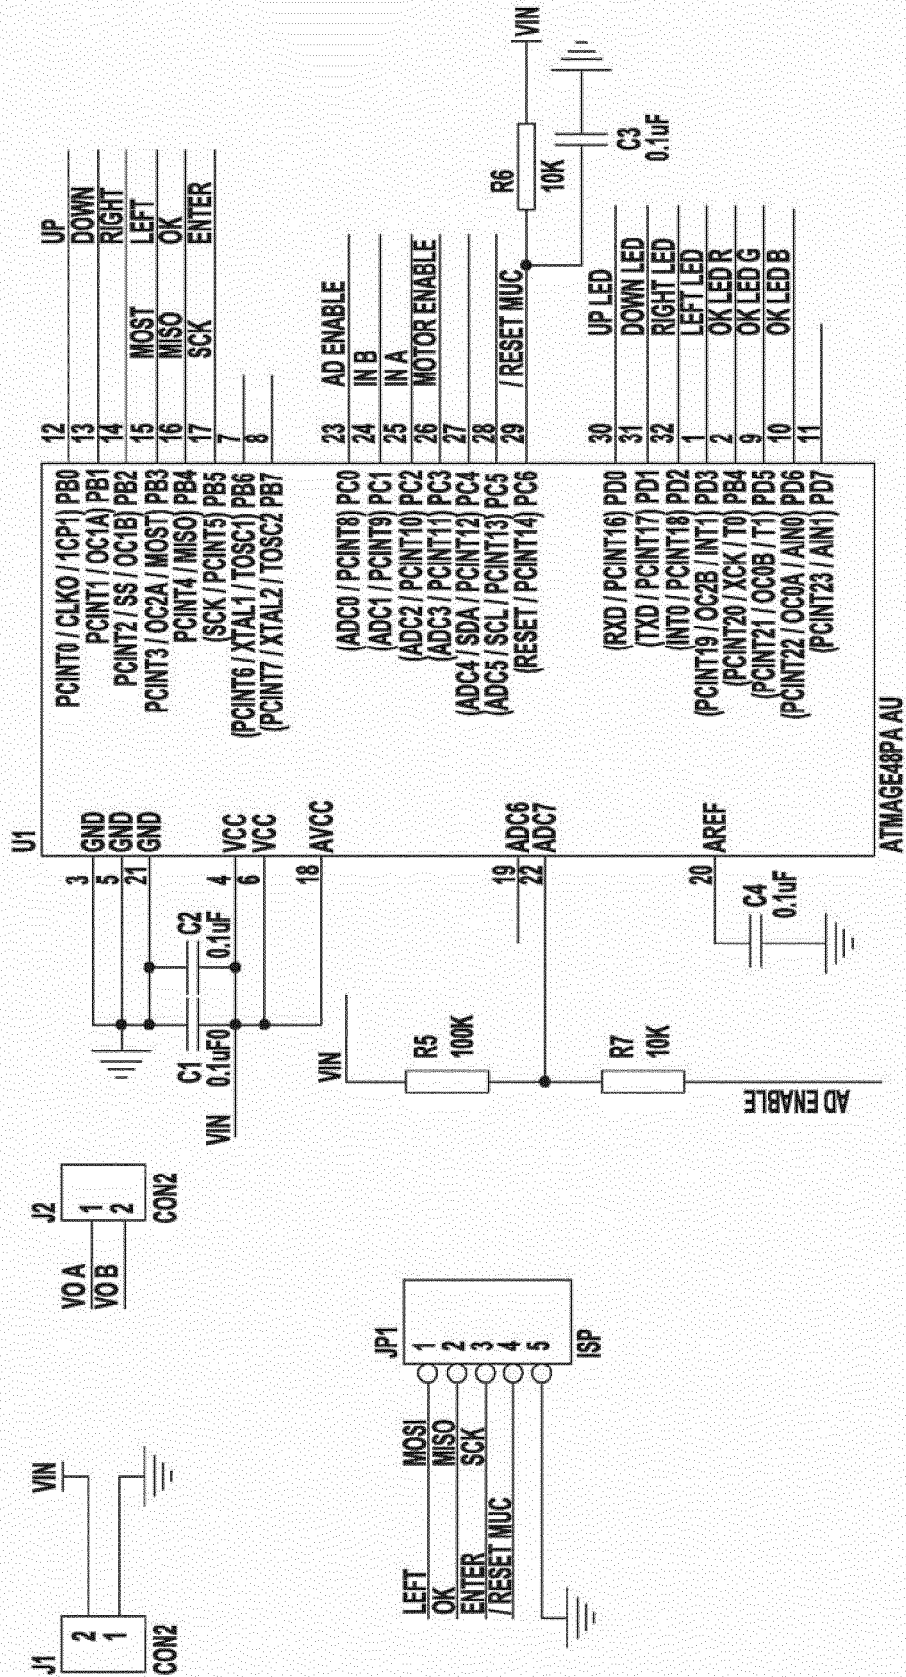 J1
2
1
CON2
VIN
J2
1
2
CON2
VO A
VO B
JP1
1
2
3
4
5
ISP
LEFT MOSI
OK MISO
ENTER SCK
/ RESET MUC
U1
3 GND
5 GND
21 GND
4 VCC
6 VCC
18 AVCC
C1
0.1uF0
C2
0.1uF
VIN
VIN
R5
100K
R7
10K
AD ENABLE
19 ADC6
22 ADC7
20 AREF
C4
0.1uF
PCINT0 / CLKO / 1CP1) PB0 12 UP
PCINT1 / OC1A) PB1 13 DOWN
PCINT2 / SS / OC1B) PB2 14 RIGHT
PCINT3 / OC2A / MOST) PB3 15 MOST LEFT
PCINT4 / MISO) PB4 16 MISO OK
(SCK / PCINT5) PB5 17 SCK ENTER
(PCINT6 / XTAL1 / TOSC1) PB6 7
(PCINT7 / XTAL2 / TOSC2) PB7 8
(ADC0 / PCINT8) PC0 23 AD ENABLE
(ADC1 / PCINT9) PC1 24 IN B
(ADC2 / PCINT10) PC2 25 IN A
(ADC3 / PCINT11) PC3 26 MOTOR ENABLE
(ADC4 / SDA / PCINT12) PC4 27
(ADC5 / SCL / PCINT13) PC5 28
(RESET / PCINT14) PC6 29 / RESET MUC
R6
10K
VIN
C3
0.1uF
(RXD / PCINT16) PD0 30 UP LED
(TXD / PCINT17) PD1 31 DOWN LED
(INT0 / PCINT18) PD2 32 RIGHT LED
(PCINT19 / OC2B / INT1) PD3 1 LEFT LED
(PCINT20 / XCK / T0) PB4 2 OK LED R
(PCINT21 / OC0B / T1) PD5 9 OK LED G
(PCINT22 / OC0A / AIN0) PD6 10 OK LED B
(PCINT23 / AIN1) PD7 11
ATMAGE48PA AU